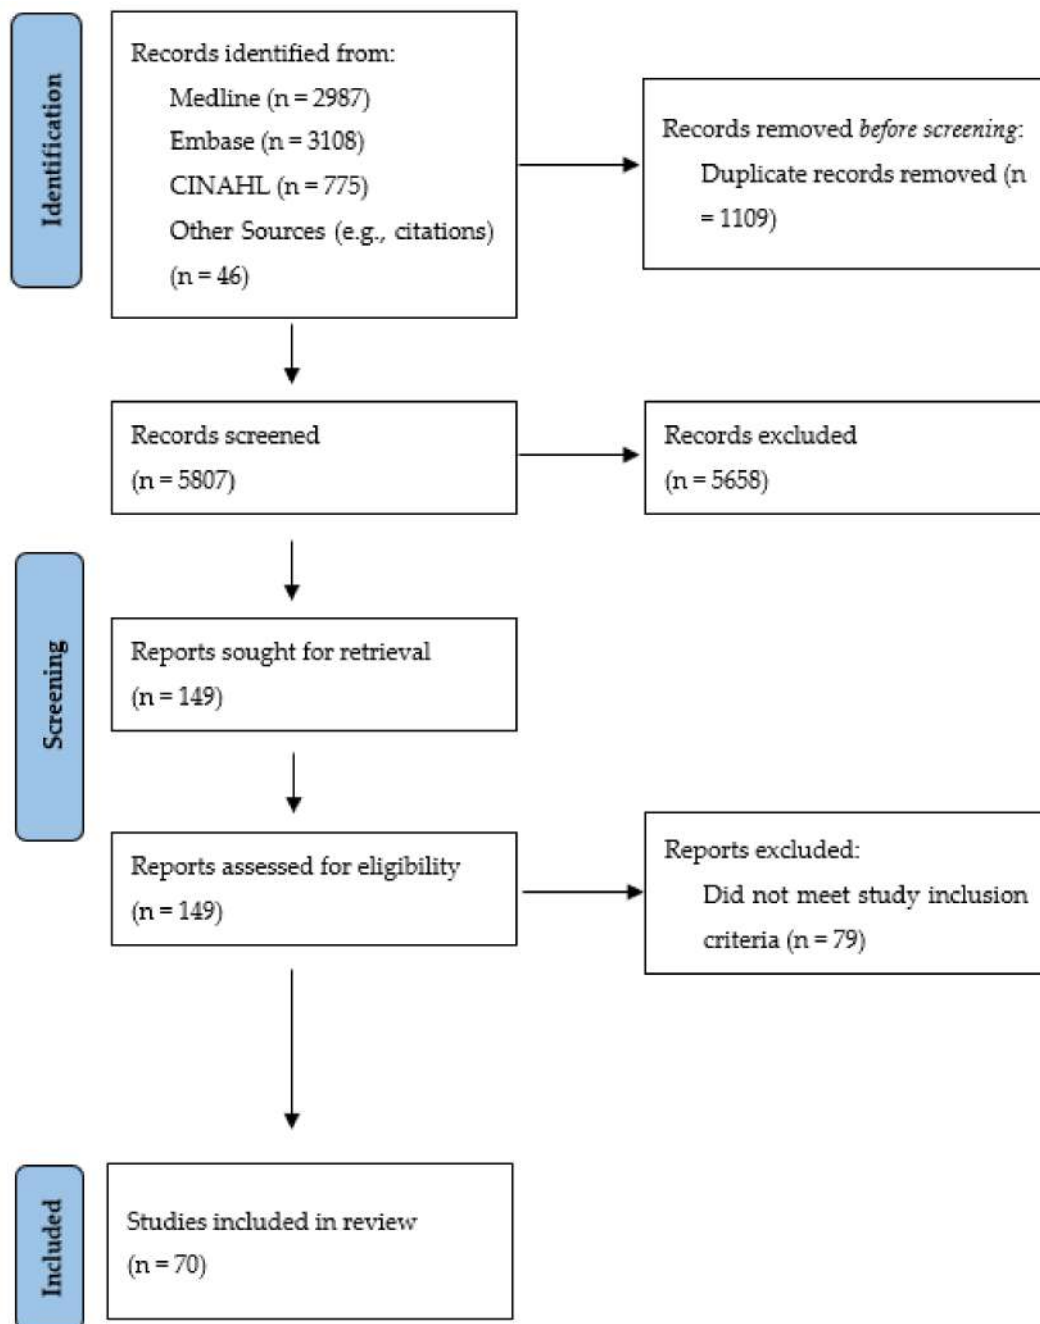 Identification
Records identified from:
Medline (n = 2987)
Embase (n = 3108)
CINAHL (n = 775)
Other Sources (e.g., citations)
(n = 46)
Records removed before screening:
Duplicate records removed (n
= 1109)
Records screened
(n = 5807)
Records excluded
(n = 5658)
Screening
Reports sought for retrieval
(n = 149)
Reports assessed for eligibility
(n = 149)
Reports excluded:
Did not meet study inclusion
criteria (n = 79)
Included
Studies included in review
(n = 70)